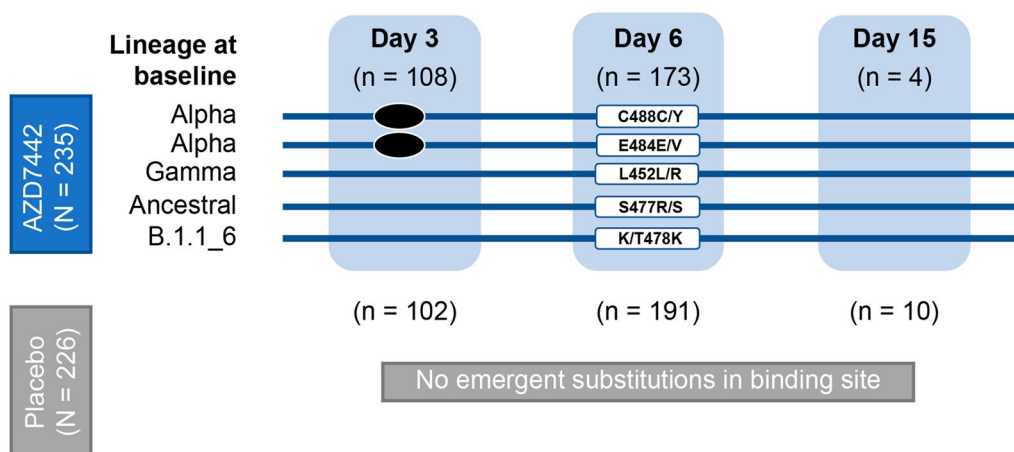 Lineage at
baseline
Day 3
(n = 108)
Day 6
(n = 173)
Day 15
(n = 4)
AZD7442
(N = 235)
Alpha
C488C/Y
Alpha
E484E/V
Gamma
L452L/R
Ancestral
S477R/S
B.1.1_6
K/T478K
Placebo
(N = 226)
(n = 102)
(n = 191)
(n = 10)
No emergent substitutions in binding site